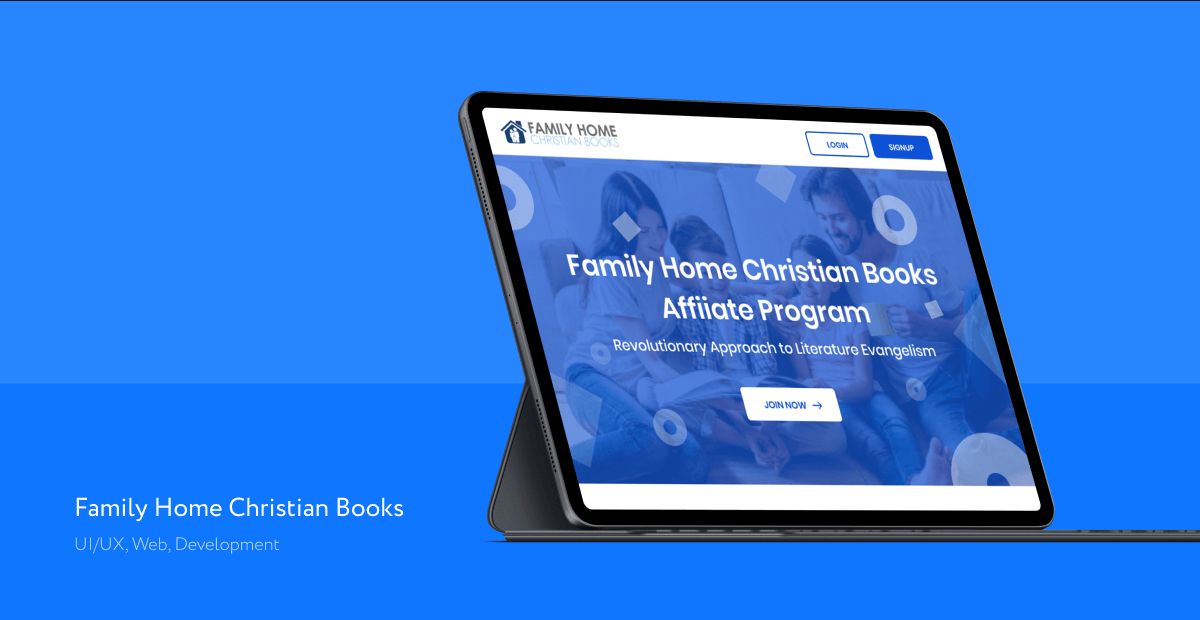 FAMILY HOME
CHRISTIAN BOOKS
LOGIN
SIGNUP
Family Home Christian Books
Affiiate Program
Revolutionary Approach to Literature Evangelism
JOIN NOW →
Family Home Christian Books
UI/UX, Web, Development